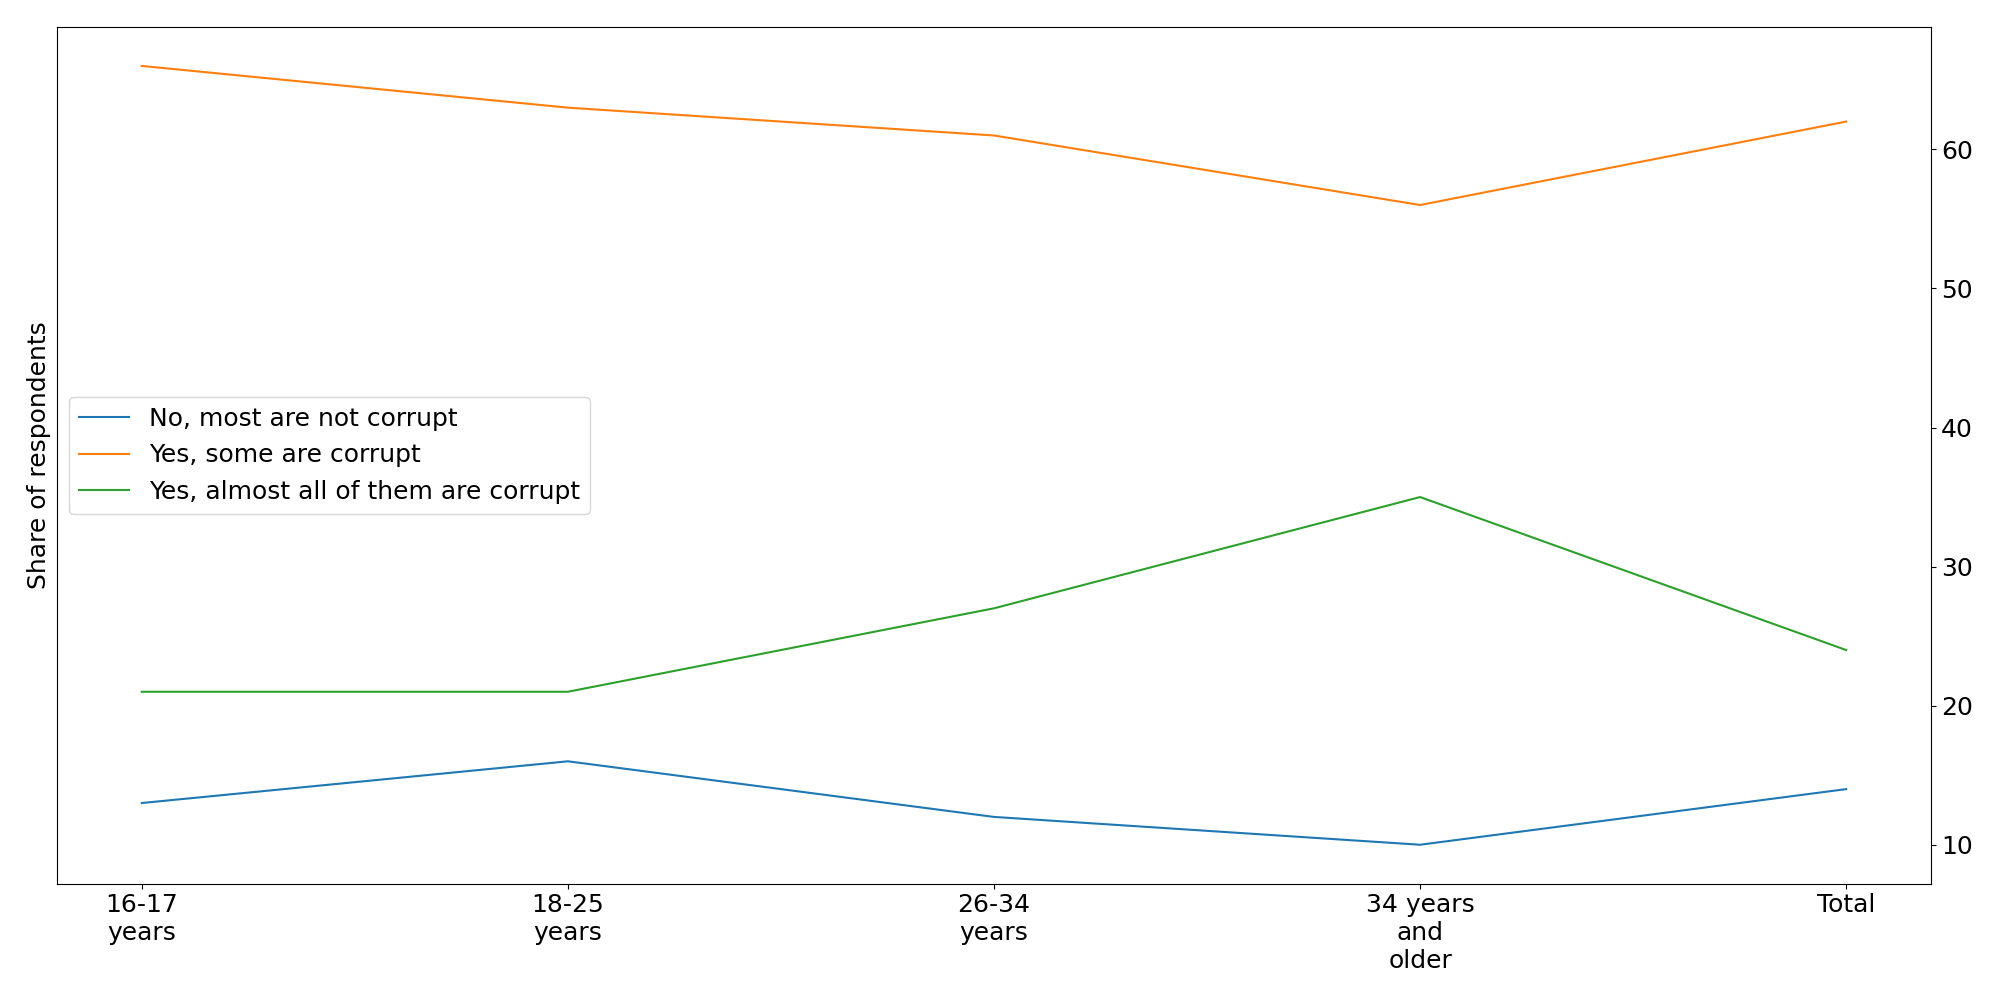 Share of respondents
No, most are not corrupt
Yes, some are corrupt
Yes, almost all of them are corrupt
60
50
40
30
20
10
16-17
years
18-25
years
26-34
years
34 years
and
older
Total